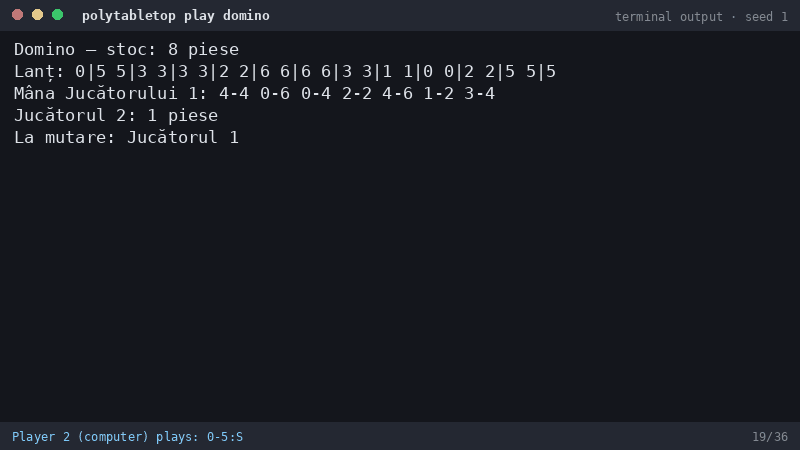 polytabletop play domino
terminal output · seed 1
Domino — stoc: 8 piese
Lanț: 0|5 5|3 3|3 3|2 2|6 6|6 6|3 3|1 1|0 0|2 2|5 5|5
Mâna Jucătorului 1: 4-4 0-6 0-4 2-2 4-6 1-2 3-4
Jucătorul 2: 1 piese
La mutare: Jucătorul 1
Player 2 (computer) plays: 0-5:S
19/36